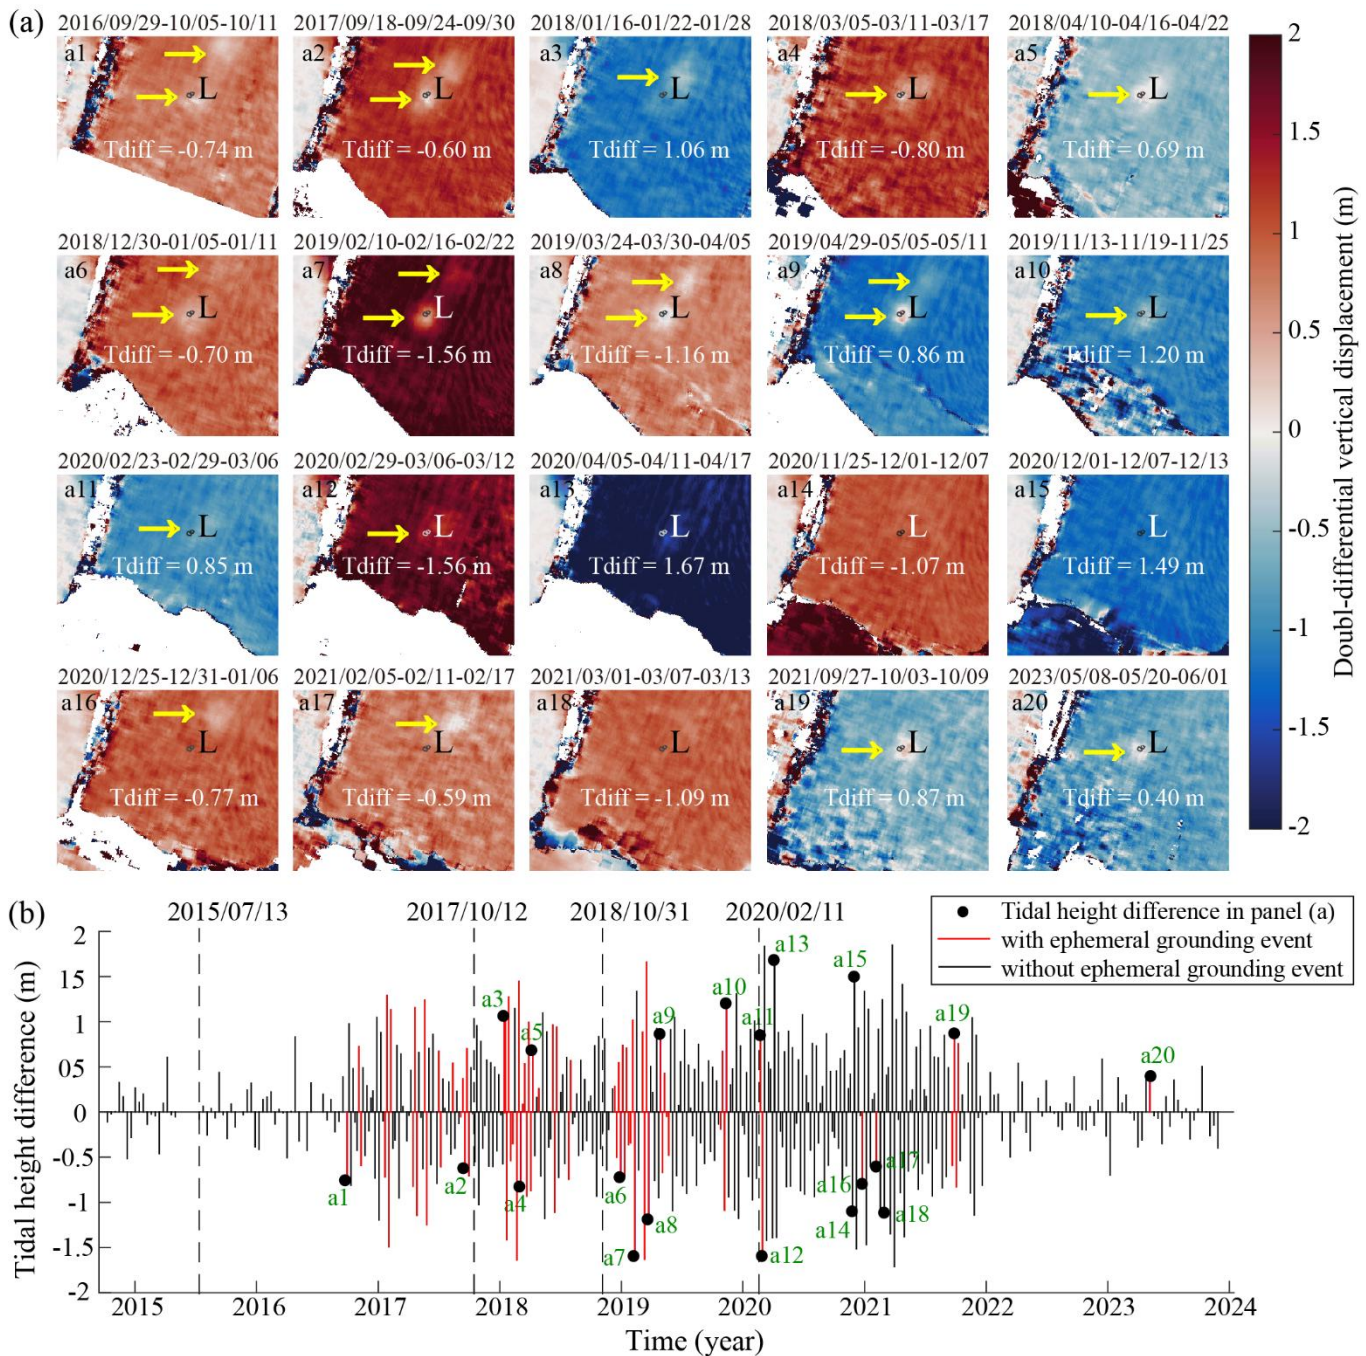 (a)
2016/09/29-10/05-10/11 2017/09/18-09/24-09/30 2018/01/16-01/22-01/28 2018/03/05-03/11-03/17 2018/04/10-04/16-04/22
a1 L Tdiff = -0.74 m
a2 L Tdiff = -0.60 m
a3 L Tdiff = 1.06 m
a4 L Tdiff = -0.80 m
a5 L Tdiff = 0.69 m
2018/12/30-01/05-01/11 2019/02/10-02/16-02/22 2019/03/24-03/30-04/05 2019/04/29-05/05-05/11 2019/11/13-11/19-11/25
a6 L Tdiff = -0.70 m
a7 L Tdiff = -1.56 m
a8 L Tdiff = -1.16 m
a9 L Tdiff = 0.86 m
a10 L Tdiff = 1.20 m
2020/02/23-02/29-03/06 2020/02/29-03/06-03/12 2020/04/05-04/11-04/17 2020/11/25-12/01-12/07 2020/12/01-12/07-12/13
a11 L Tdiff = 0.85 m
a12 L Tdiff = -1.56 m
a13 L Tdiff = 1.67 m
a14 L Tdiff = -1.07 m
a15 L Tdiff = 1.49 m
2020/12/25-12/31-01/06 2021/02/05-02/11-02/17 2021/03/01-03/07-03/13 2021/09/27-10/03-10/09 2023/05/08-05/20-06/01
a16 L Tdiff = -0.77 m
a17 L Tdiff = -0.59 m
a18 L Tdiff = -1.09 m
a19 L Tdiff = 0.87 m
a20 L Tdiff = 0.40 m
2
1.5
1
0.5
0
-0.5
-1
-1.5
-2
Doubl-differential vertical displacement (m)
(b)
2015/07/13 2017/10/12 2018/10/31 2020/02/11
Tidal height difference in panel (a)
with ephemeral grounding event
without ephemeral grounding event
Tidal height difference (m)
2
1.5
1
05
0
-0.5
-1
-1.5
-2
a1
a2
a3
a4
a5
a6
a7
a8
a9
a10
a11
a12
a13
a14
a15
a16
a17
a18
a19
a20
2015 2016 2017 2018 2019 2020 2021 2022 2023 2024
Time (year)